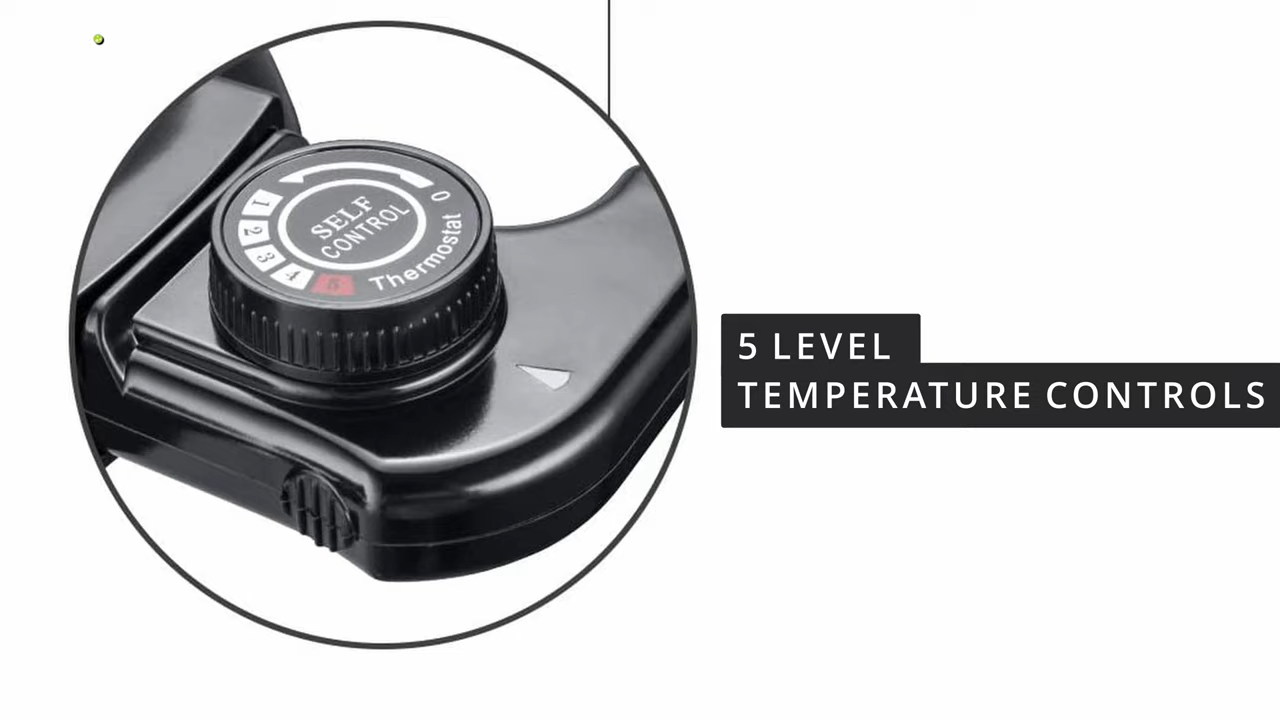 SELF
CONTROL
Thermostat
0
1
2
3
4
5
5 LEVEL
TEMPERATURE CONTROLS